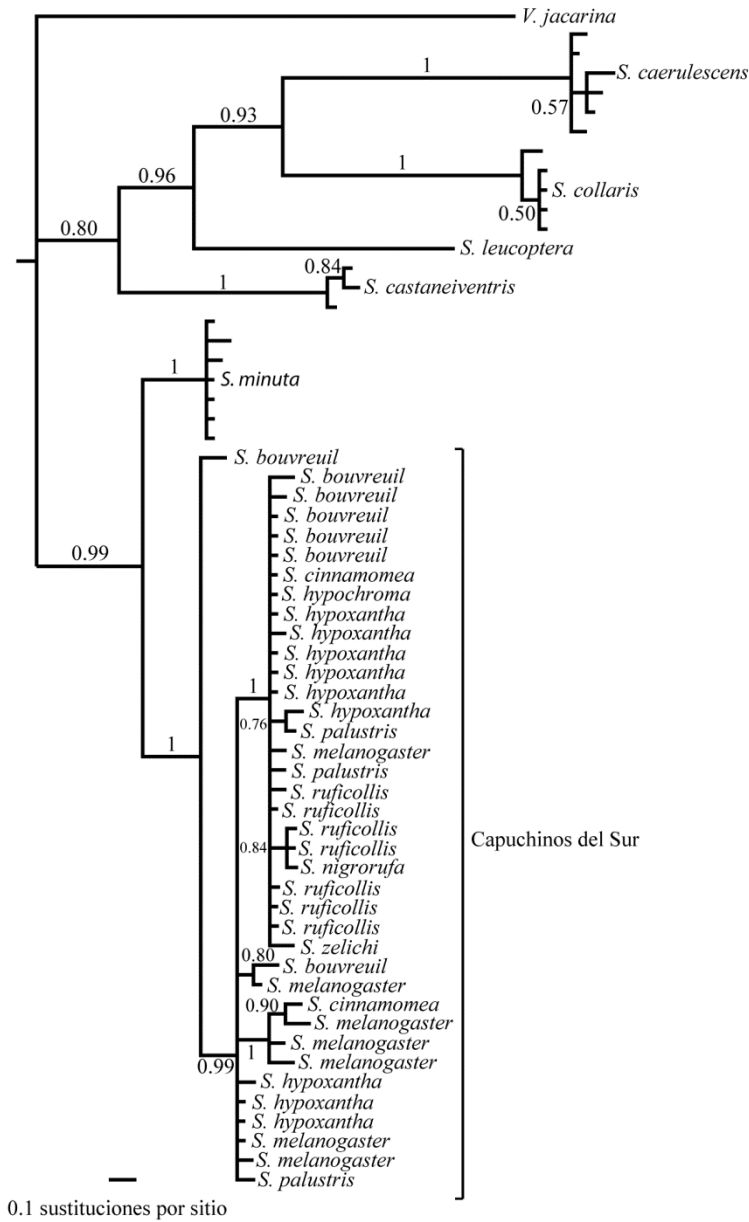 V. jacarina
1
S. caerulescens
0.57
0.93
1
S. collaris
0.50
0.96
0.80
S. leucoptera
0.84
1
S. castaneiventris
1
S. minuta
S. bouvreuil
S. bouvreuil
S. bouvreuil
S. bouvreuil
S. bouvreuil
S. bouvreuil
0.99
S. cinnamomea
S. hypochroma
S. hypoxantha
S. hypoxantha
S. hypoxantha
S. hypoxantha
S. hypoxantha
1
S. hypoxantha
0.76
S. palustris
1
S. melanogaster
S. palustris
S. ruficollis
S. ruficollis
S. ruficollis
Capuchinos del Sur
0.84
S. ruficollis
S. nigrorufa
S. ruficollis
S. ruficollis
S. ruficollis
S. zelichi
0.80
S. bouvreuil
S. melanogaster
0.90
S. cinnamomea
S. melanogaster
1
S. melanogaster
0.99
S. melanogaster
S. hypoxantha
S. hypoxantha
S. hypoxantha
S. melanogaster
S. melanogaster
S. palustris
0.1 sustituciones por sitio